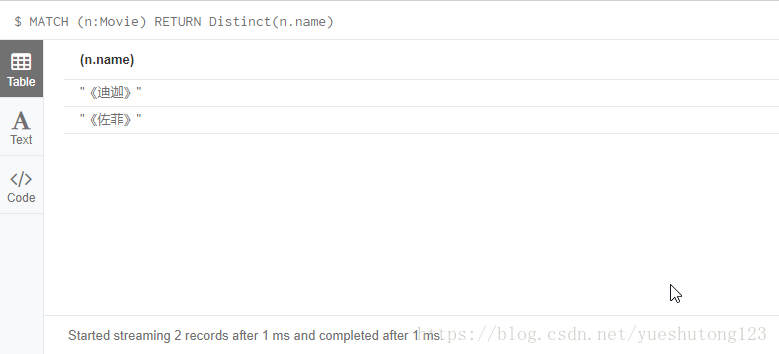 $ MATCH (n:Movie) RETURN Distinct(n.name)
Table
(n.name)
"《迪迦》"
"《佐菲》"
Text
Code
Started streaming 2 records after 1 ms and completed after 1 ms.
https://blog.csdn.net/yueshutong123